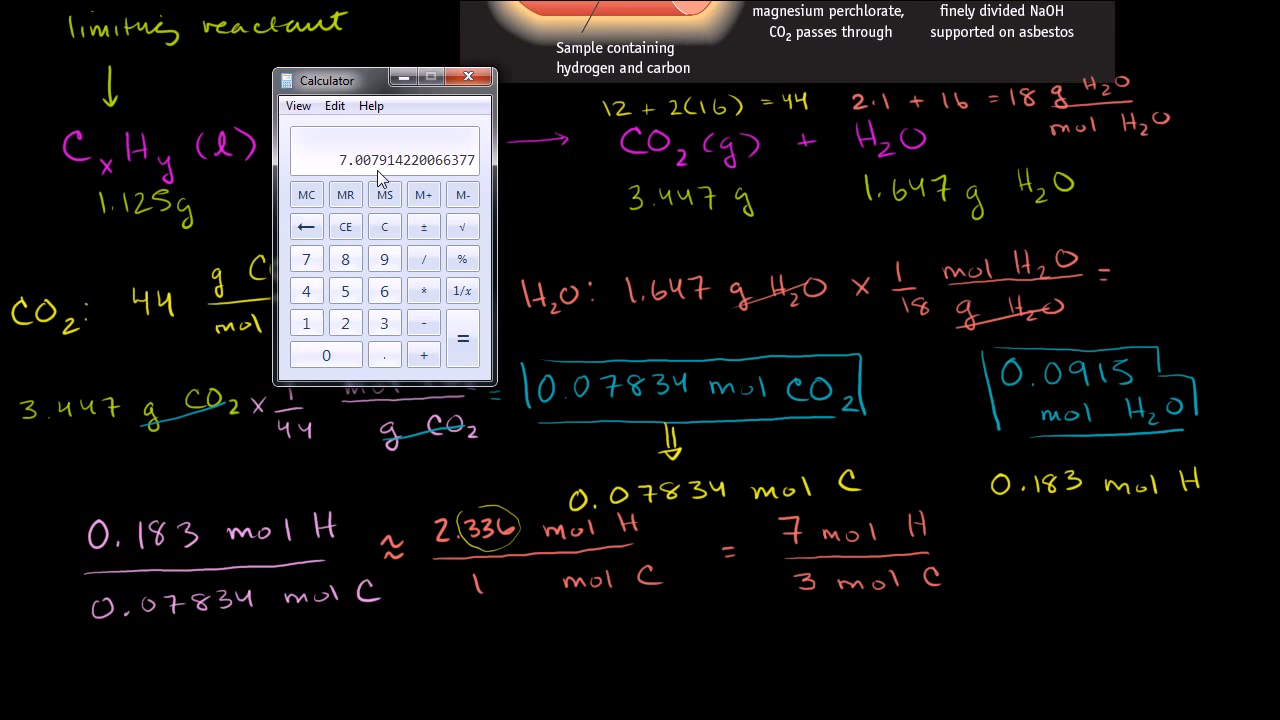 limiting reactant
magnesium perchlorate,
CO₂ passes through
finely divided NaOH
supported on asbestos
Sample containing
hydrogen and carbon
Calculator
View Edit Help
7.007914220066377
MC MR MS M+ M-
← CE C ± √
7 8 9 / %
4 5 6 * 1/x
1 2 3 - =
0 . +
12 + 2(16) = 44
2·1 + 16 = 18 g H₂O / mol H₂O
CxHy (l) → CO₂ (g) + H₂O
1.125g
3.447 g
1.647 g H₂O
CO₂: 44 g / mol
H₂O: 1.647 g H₂O × 1/18 mol H₂O / g H₂O =
3.447 g CO₂ × 1/44 g CO₂ = 0.07834 mol CO₂
0.0915
mol H₂O
0.07834 mol C
0.183 mol H
0.183 mol H / 0.07834 mol C ≈ 2.336 mol H / 1 mol C = 7 mol H / 3 mol C